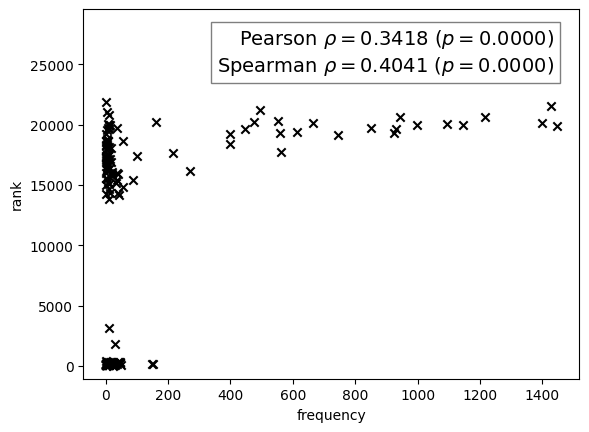 Pearson ρ = 0.3418 (p = 0.0000)
Spearman ρ = 0.4041 (p = 0.0000)
25000
20000
15000
10000
5000
0
rank
0 200 400 600 800 1000 1200 1400
frequency